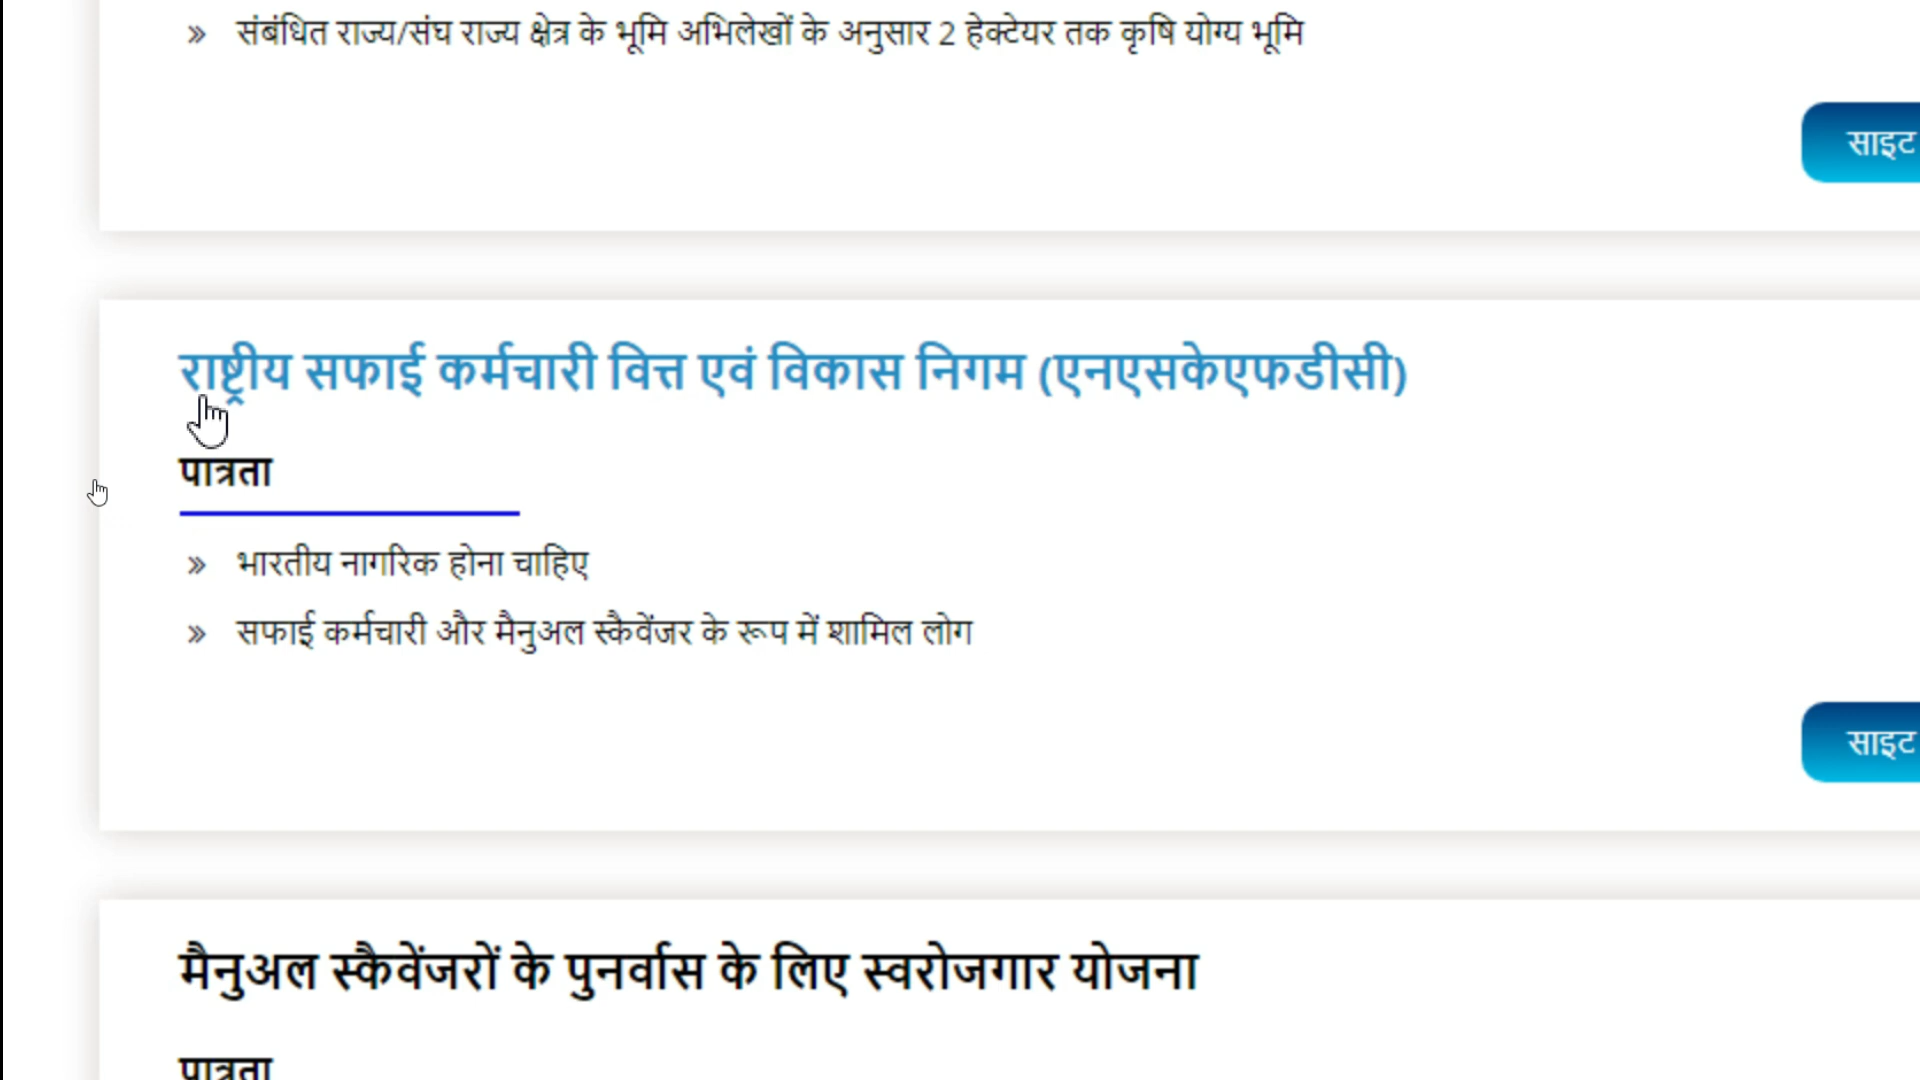 » संबंधित राज्य/संघ राज्य क्षेत्र के भूमि अभिलेखों के अनुसार 2 हेक्टेयर तक कृषि योग्य भूमि
साइट
राष्ट्रीय सफाई कर्मचारी वित्त एवं विकास निगम (एनएसकेएफडीसी)
पात्रता
» भारतीय नागरिक होना चाहिए
» सफाई कर्मचारी और मैनुअल स्कैवेंजर के रूप में शामिल लोग
साइट
मैनुअल स्कैवेंजरों के पुनर्वास के लिए स्वरोजगार योजना
पात्रता